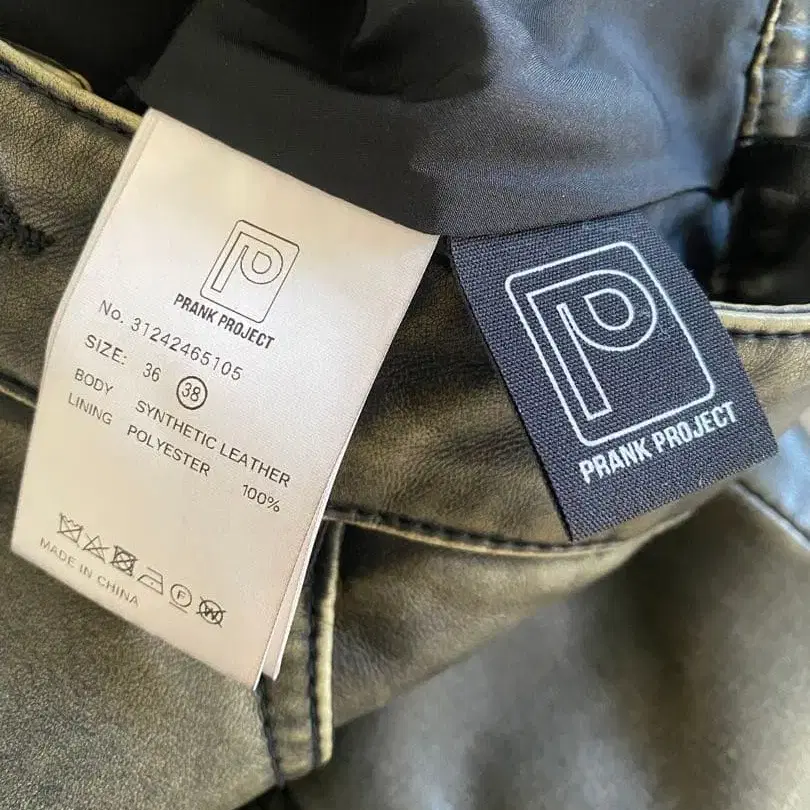 PRANK PROJECT
No. 31242465105
SIZE: 36 38
BODY SYNTHETIC LEATHER
LINING POLYESTER 100%
F W
MADE IN CHINA
P
PRANK PROJECT